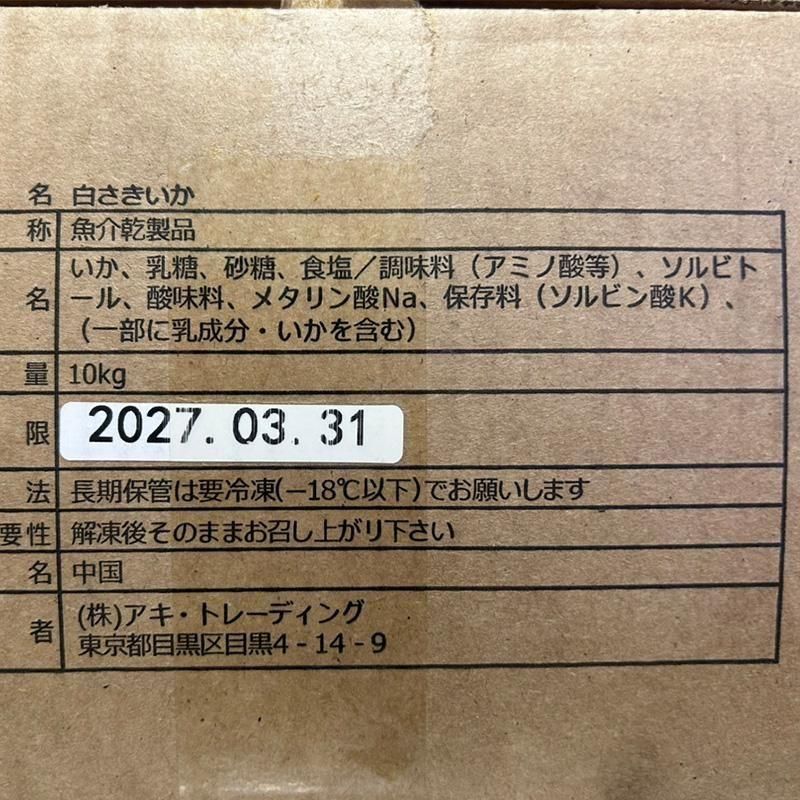 名 白さきいか
称 魚介乾製品
いか、乳糖、砂糖、食塩／調味料（アミノ酸等）、ソルビト
名 ール、酸味料、メタリン酸Na、保存料（ソルビン酸K）、
（一部に乳成分・いかを含む）
量 10kg
限 2027. 03. 31
法 長期保管は要冷凍(－18℃以下)でお願いします
要性 解凍後そのままお召し上がり下さい
名 中国
(株)アキ・トレーディング
者 東京都目黒区目黒4 - 14 - 9